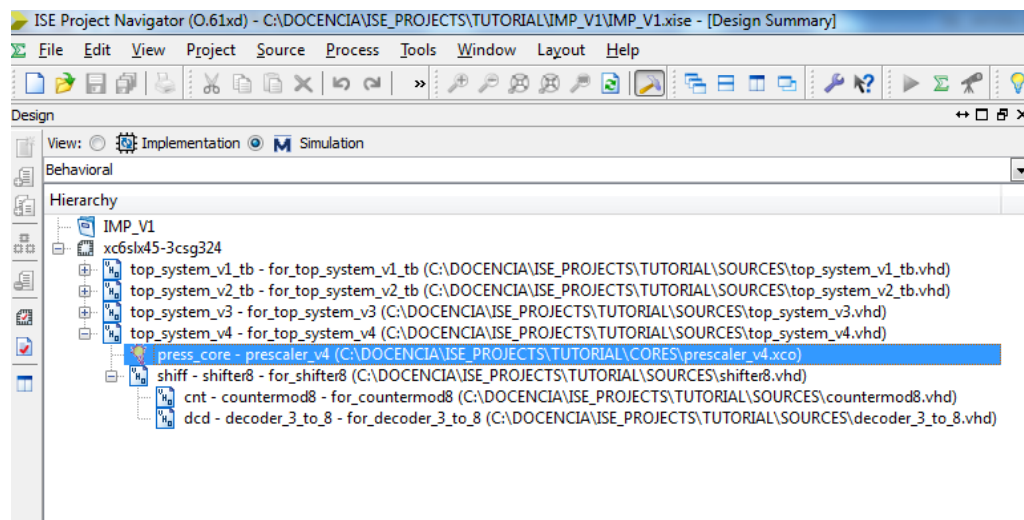 ISE Project Navigator (O.61xd) - C:\DOCENCIA\ISE_PROJECTS\TUTORIAL\IMP_V1\IMP_V1.xise - [Design Summary]
File Edit View Project Source Process Tools Window Layout Help
Design
View: Implementation Simulation
Behavioral
Hierarchy
IMP_V1
xc6slx45-3csg324
top_system_v1_tb - for_top_system_v1_tb (C:\DOCENCIA\ISE_PROJECTS\TUTORIAL\SOURCES\top_system_v1_tb.vhd)
top_system_v2_tb - for_top_system_v2_tb (C:\DOCENCIA\ISE_PROJECTS\TUTORIAL\SOURCES\top_system_v2_tb.vhd)
top_system_v3 - for_top_system_v3 (C:\DOCENCIA\ISE_PROJECTS\TUTORIAL\SOURCES\top_system_v3.vhd)
top_system_v4 - for_top_system_v4 (C:\DOCENCIA\ISE_PROJECTS\TUTORIAL\SOURCES\top_system_v4.vhd)
press_core - prescaler_v4 (C:\DOCENCIA\ISE_PROJECTS\TUTORIAL\CORES\prescaler_v4.xco)
shiff - shifter8 - for_shifter8 (C:\DOCENCIA\ISE_PROJECTS\TUTORIAL\SOURCES\shifter8.vhd)
cnt - countermod8 - for_countermod8 (C:\DOCENCIA\ISE_PROJECTS\TUTORIAL\SOURCES\countermod8.vhd)
dcd - decoder_3_to_8 - for_decoder_3_to_8 (C:\DOCENCIA\ISE_PROJECTS\TUTORIAL\SOURCES\decoder_3_to_8.vhd)